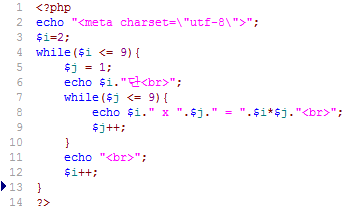 1 <?php
2 echo "<meta charset=\"utf-8\">";
3 $i=2;
4 while($i <= 9){
5 $j = 1;
6 echo $i."단<br>";
7 while($j <= 9){
8 echo $i." x ".$j." = ".$i*$j."<br>";
9 $j++;
10 }
11 echo "<br>";
12 $i++;
13 }
14 ?>